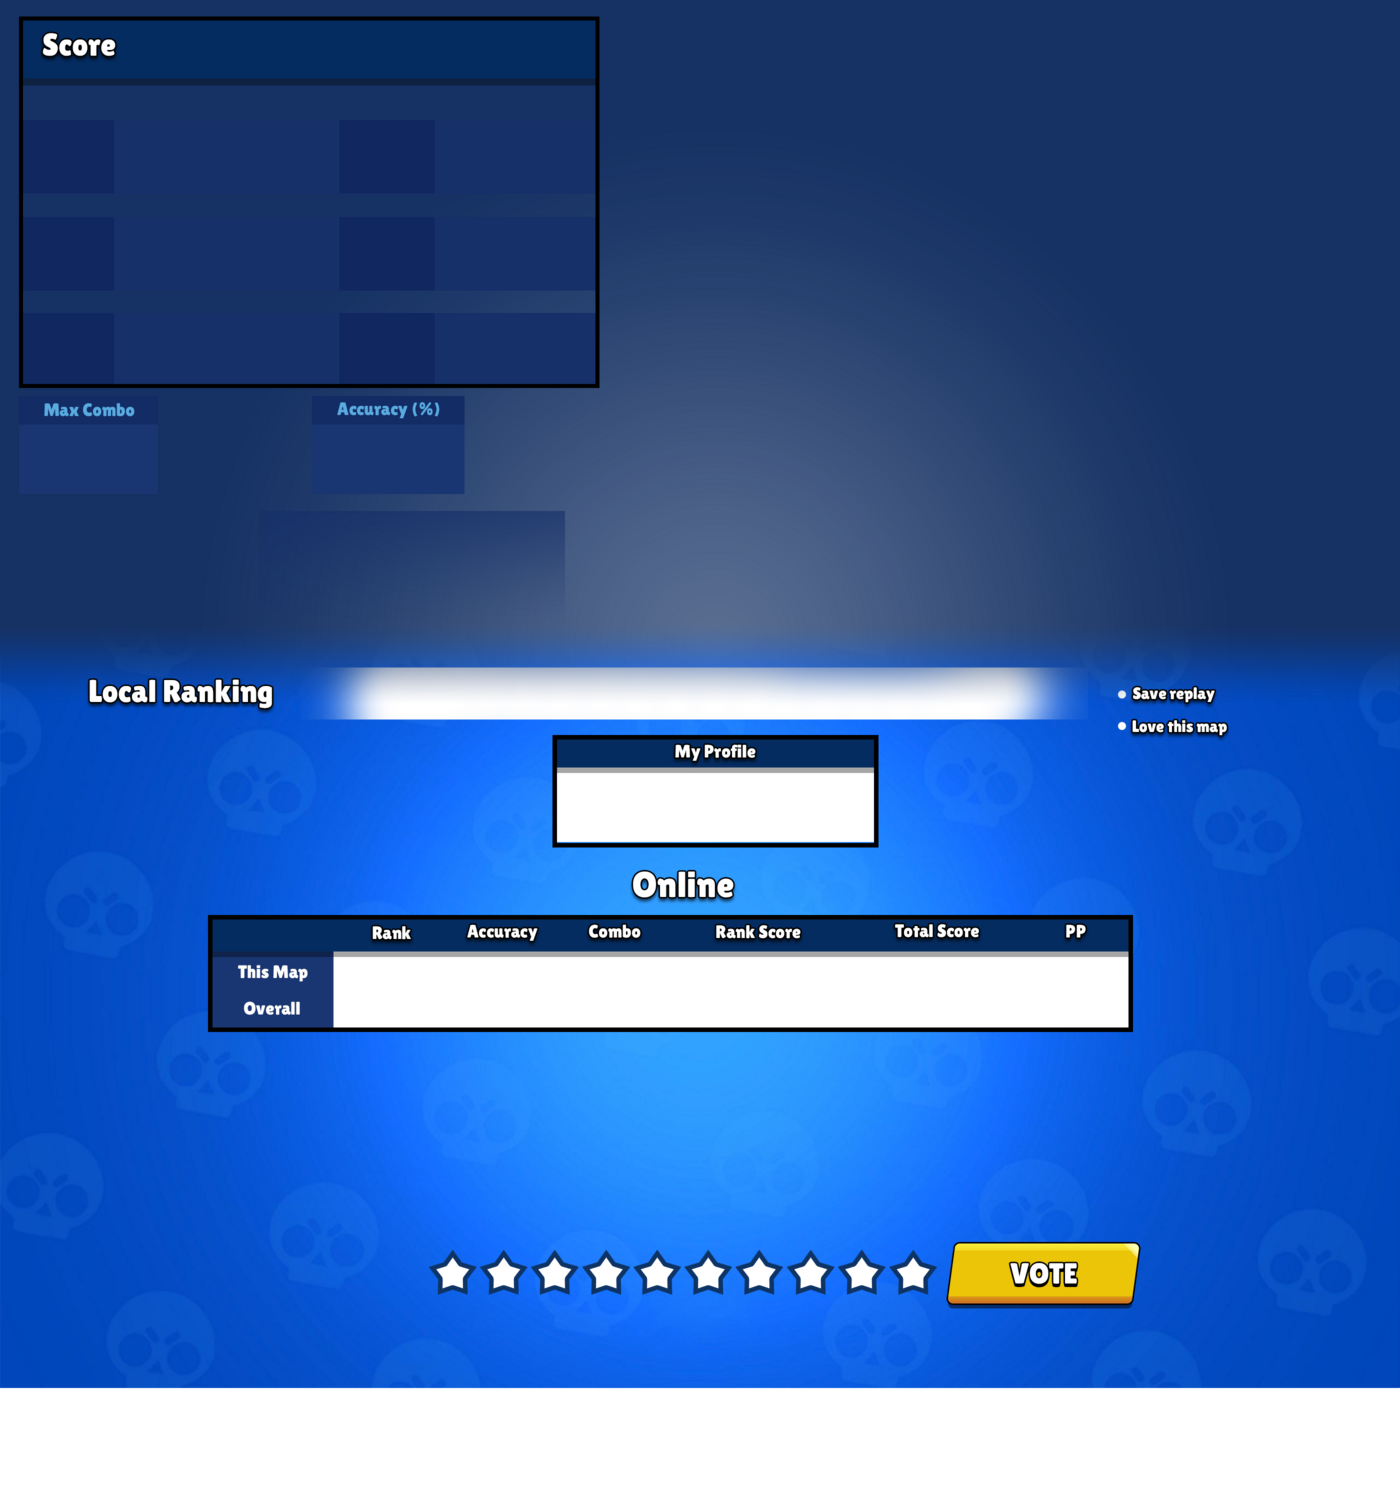 Score
Max Combo
Accuracy (%)
Local Ranking
Save replay
Love this map
My Profile
Online
Rank Accuracy Combo Rank Score Total Score PP
This Map
Overall
VOTE